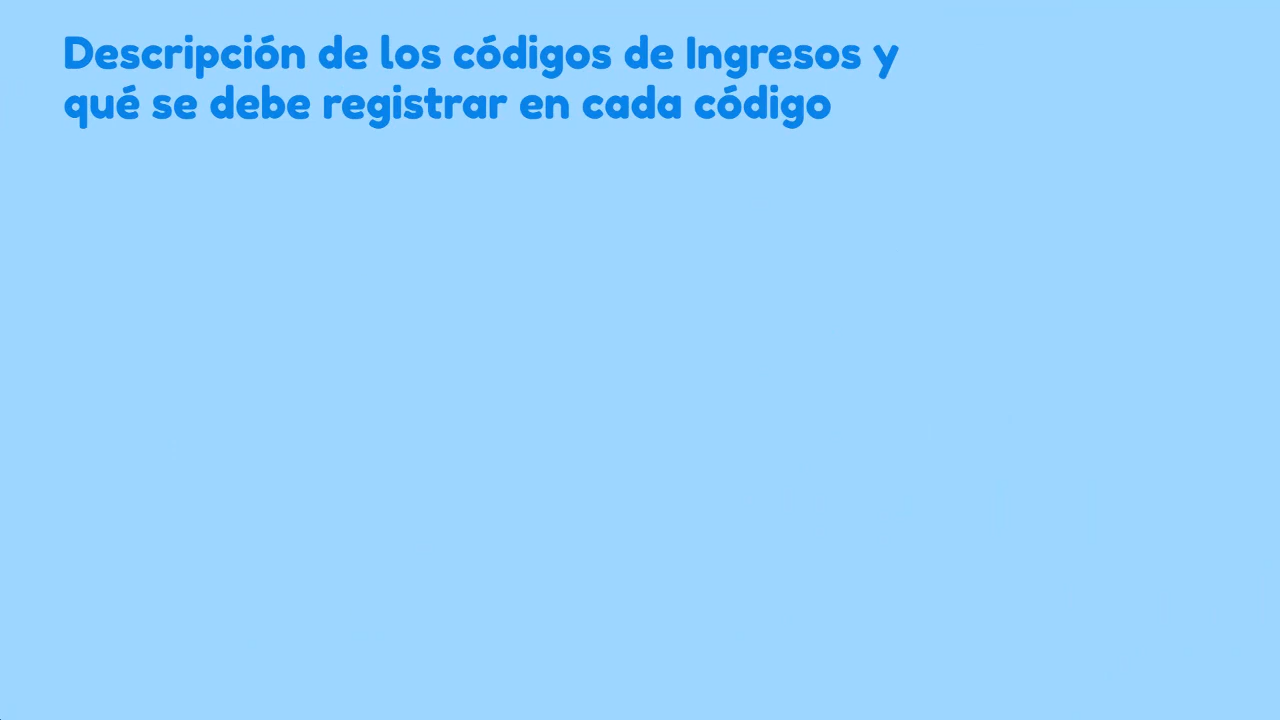 Descripción de los códigos de Ingresos y
qué se debe registrar en cada código